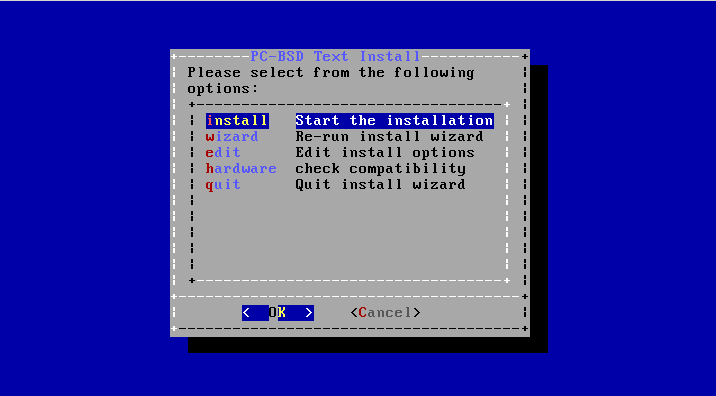 PC-BSD Text Install
Please select from the following
options:
install Start the installation
wizard Re-run install wizard
edit Edit install options
hardware check compatibility
quit Quit install wizard
< OK > <Cancel>